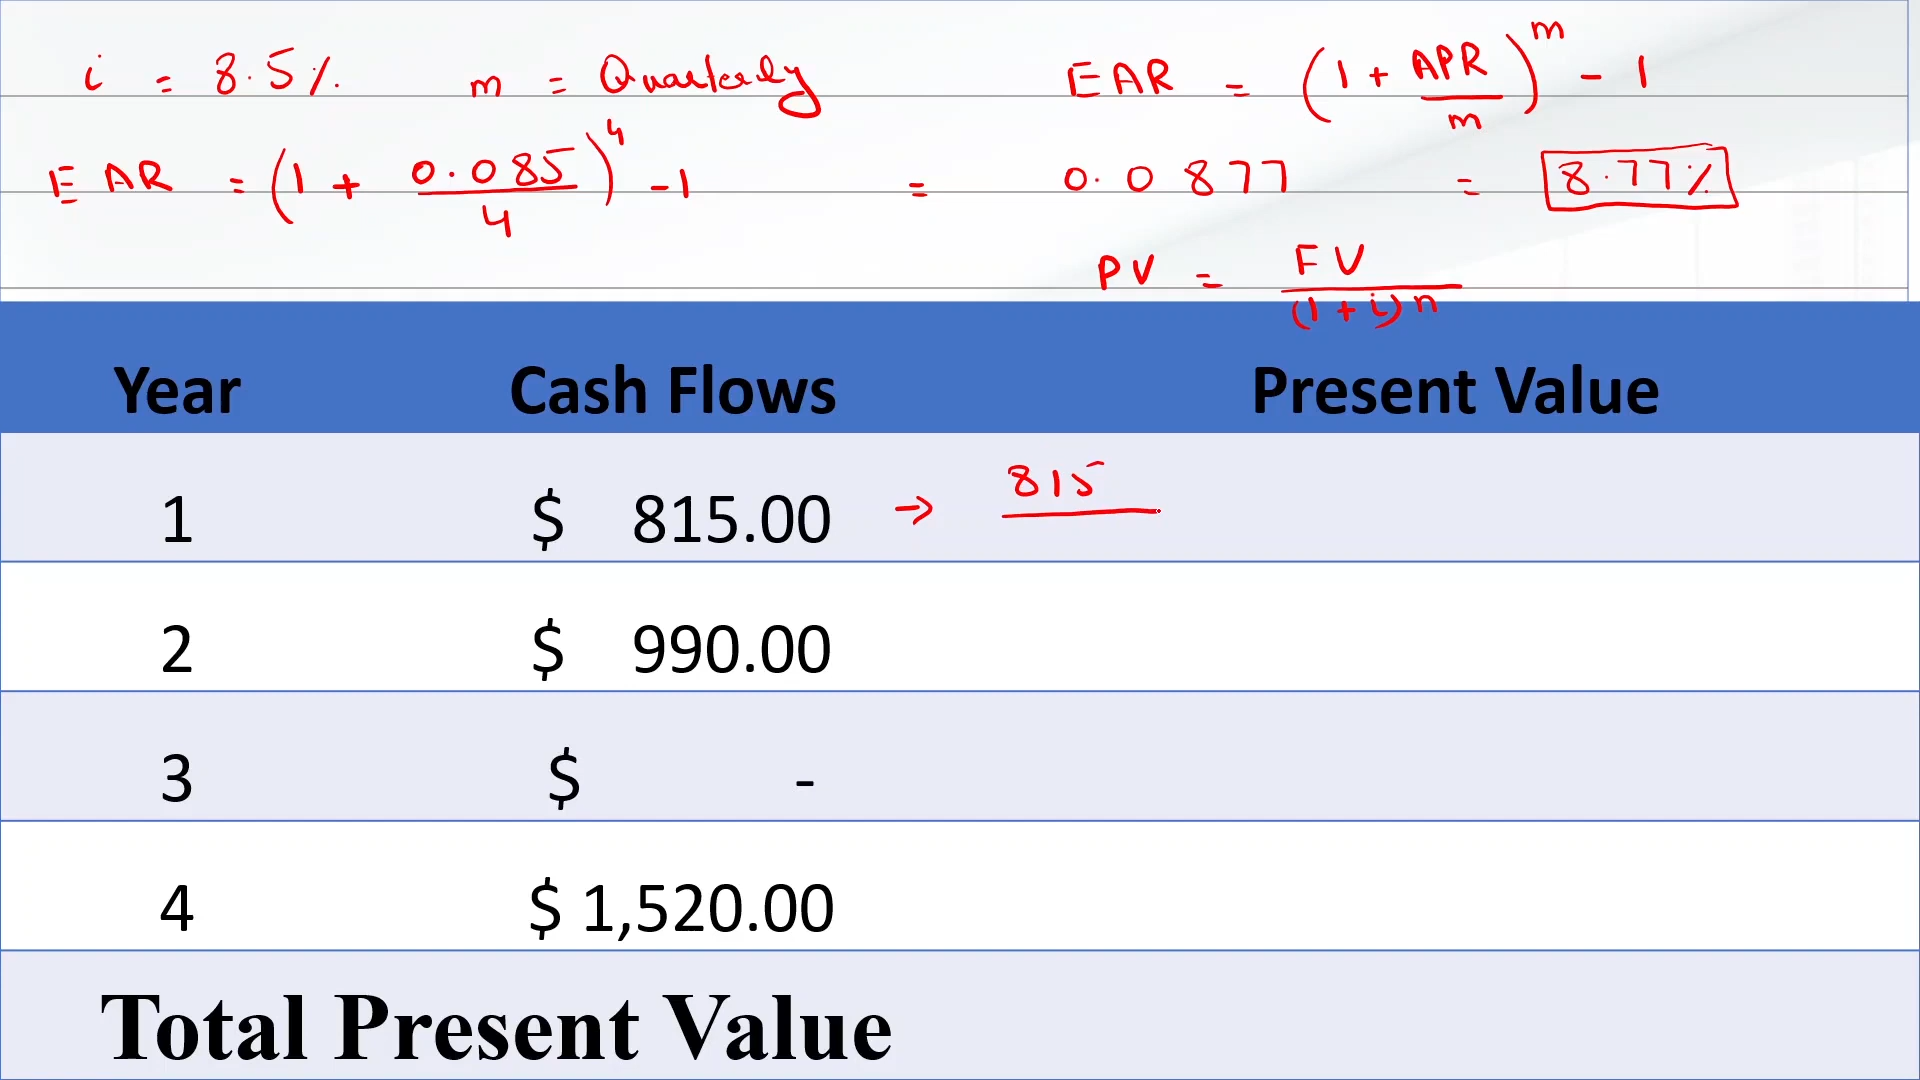 i = 8.5% m = Quarterly EAR = (1 + APR/m)^m - 1
EAR = (1 + 0.085/4)^4 - 1 = 0.0877 = 8.77%
PV = FV/(1 + i)^n
Year Cash Flows Present Value
1 $ 815.00 → 815
2 $ 990.00
3 $ -
4 $ 1,520.00
Total Present Value